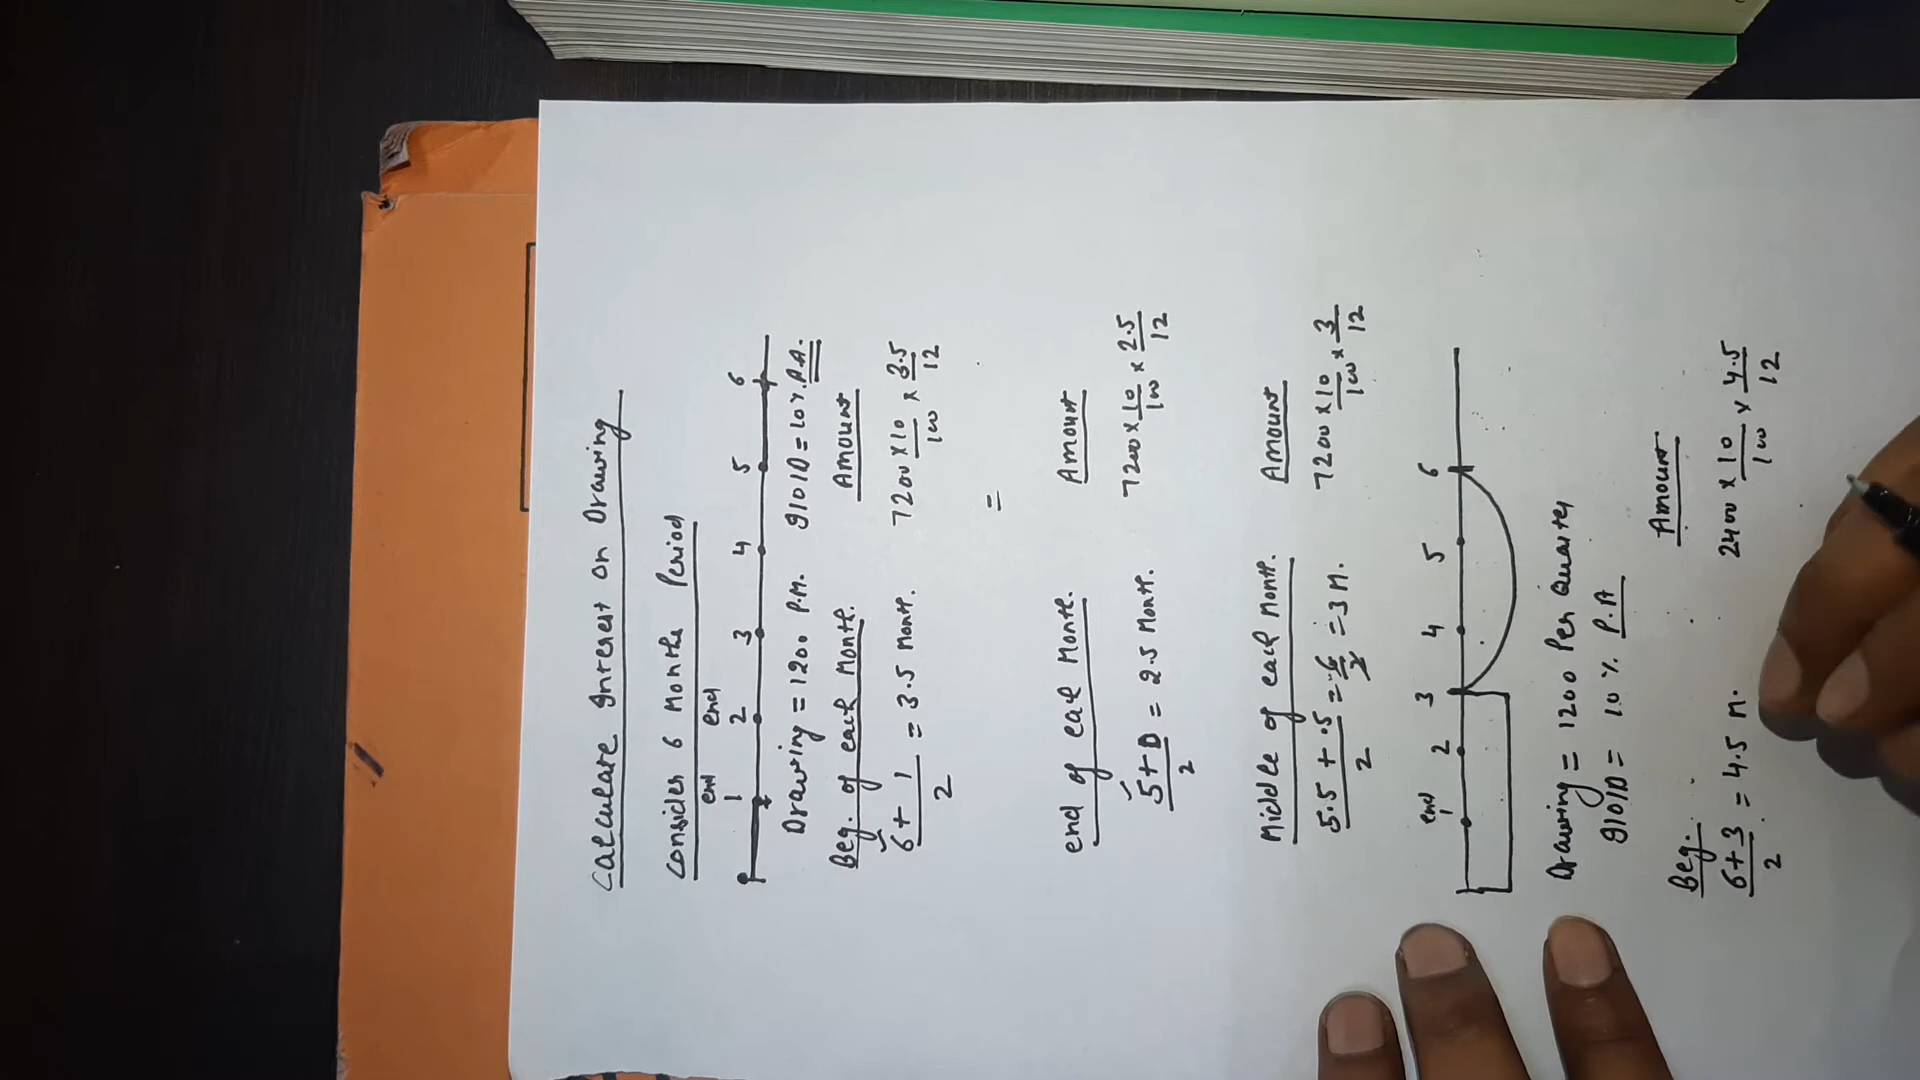 Calculate Interest on Drawing
Consider 6 Months Period
end end
1 2 3 4 5 6
Drawing = 1200 P.M. IOID = 10%. P.A.
Beg. of each Month. Amount
6 + 1 / 2 = 3.5 Month. 7200 × 10/100 × 3.5/12
=
end of each Month. Amount
5 + 0 / 2 = 2.5 Month. 7200 × 10/100 × 2.5/12
Middle of each Month. Amount
5.5 + .5 / 2 = 6/2 = 3 M. 7200 × 10/100 × 3/12
end
1 2 3 4 5 6
Drawing = 1200 Per Quarter
IOID = 10 % P.A
Beg. Amount
6 + 3 / 2 = 4.5 M. 2400 × 10/100 × 4.5/12